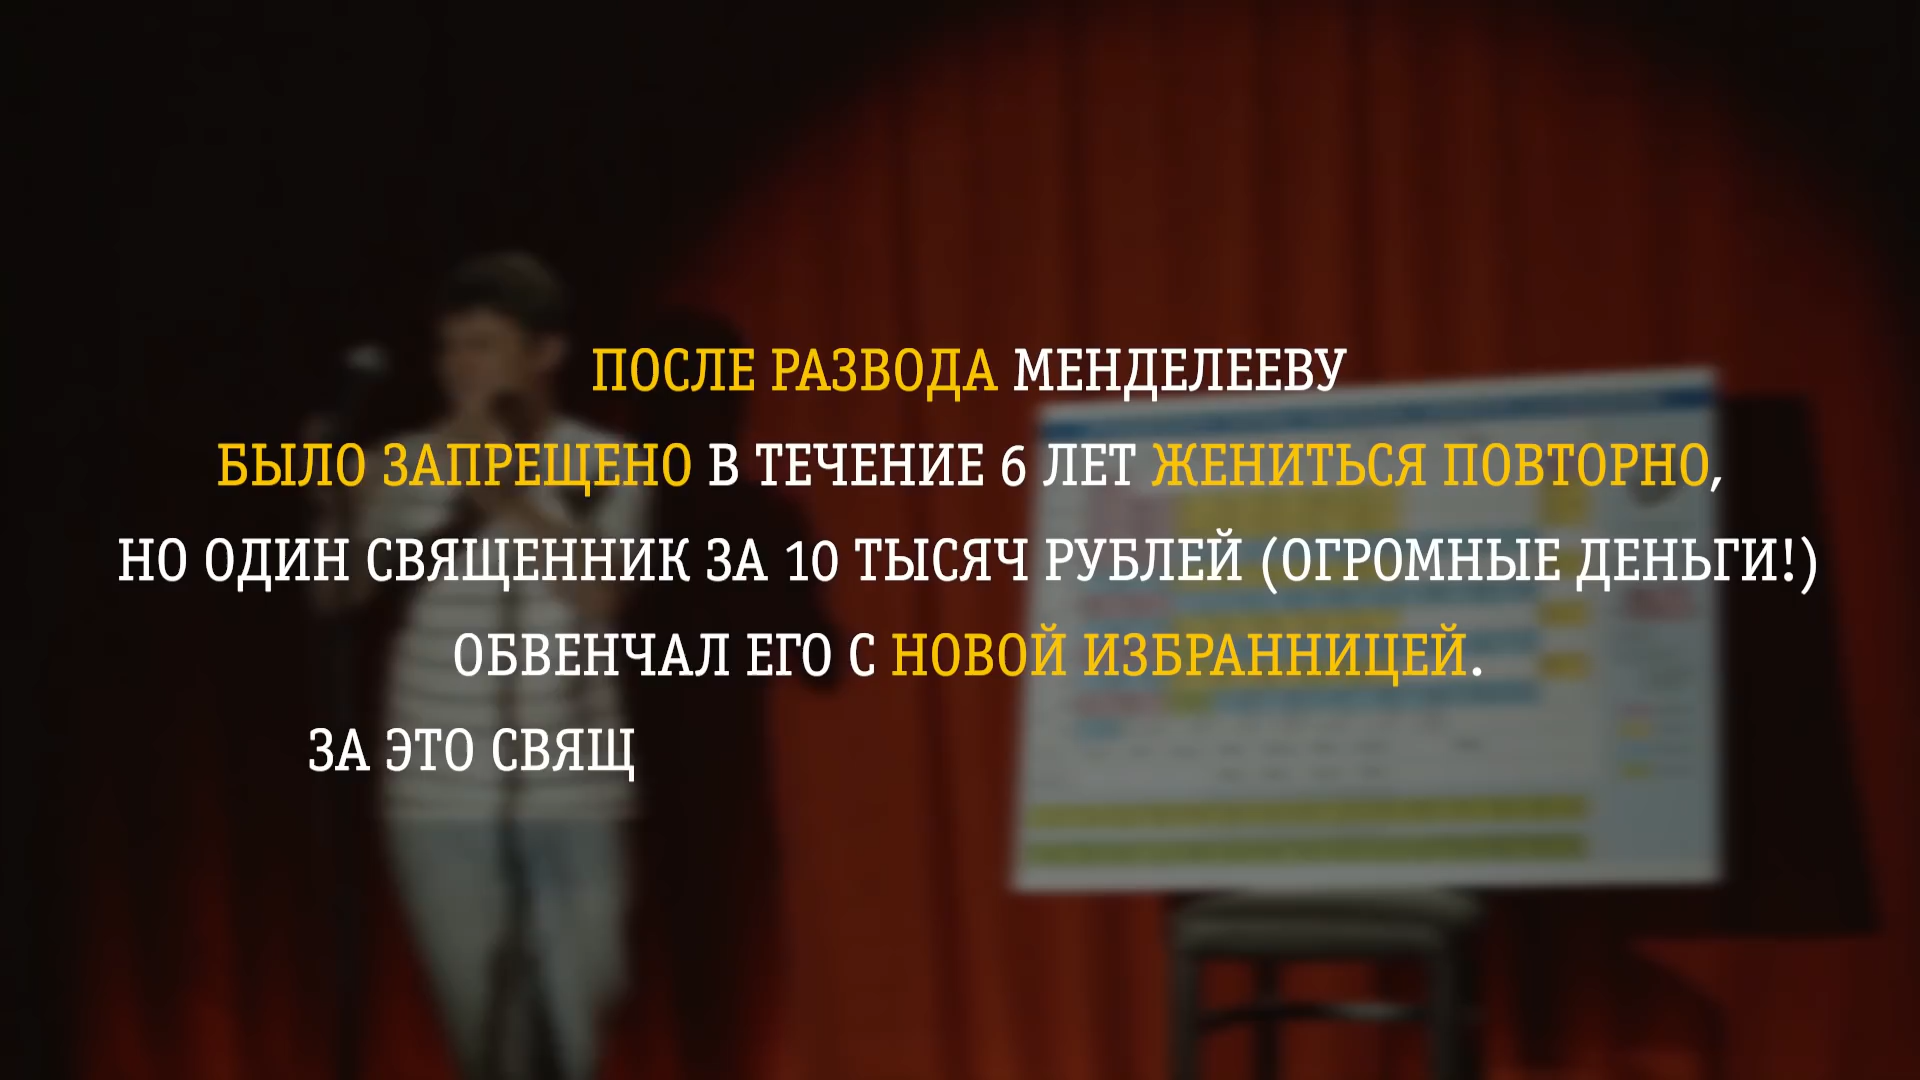 ПОСЛЕ РАЗВОДА МЕНДЕЛЕЕВУ
БЫЛО ЗАПРЕЩЕНО В ТЕЧЕНИЕ 6 ЛЕТ ЖЕНИТЬСЯ ПОВТОРНО,
НО ОДИН СВЯЩЕННИК ЗА 10 ТЫСЯЧ РУБЛЕЙ (ОГРОМНЫЕ ДЕНЬГИ!)
ОБВЕНЧАЛ ЕГО С НОВОЙ ИЗБРАННИЦЕЙ.
ЗА ЭТО СВЯЩ